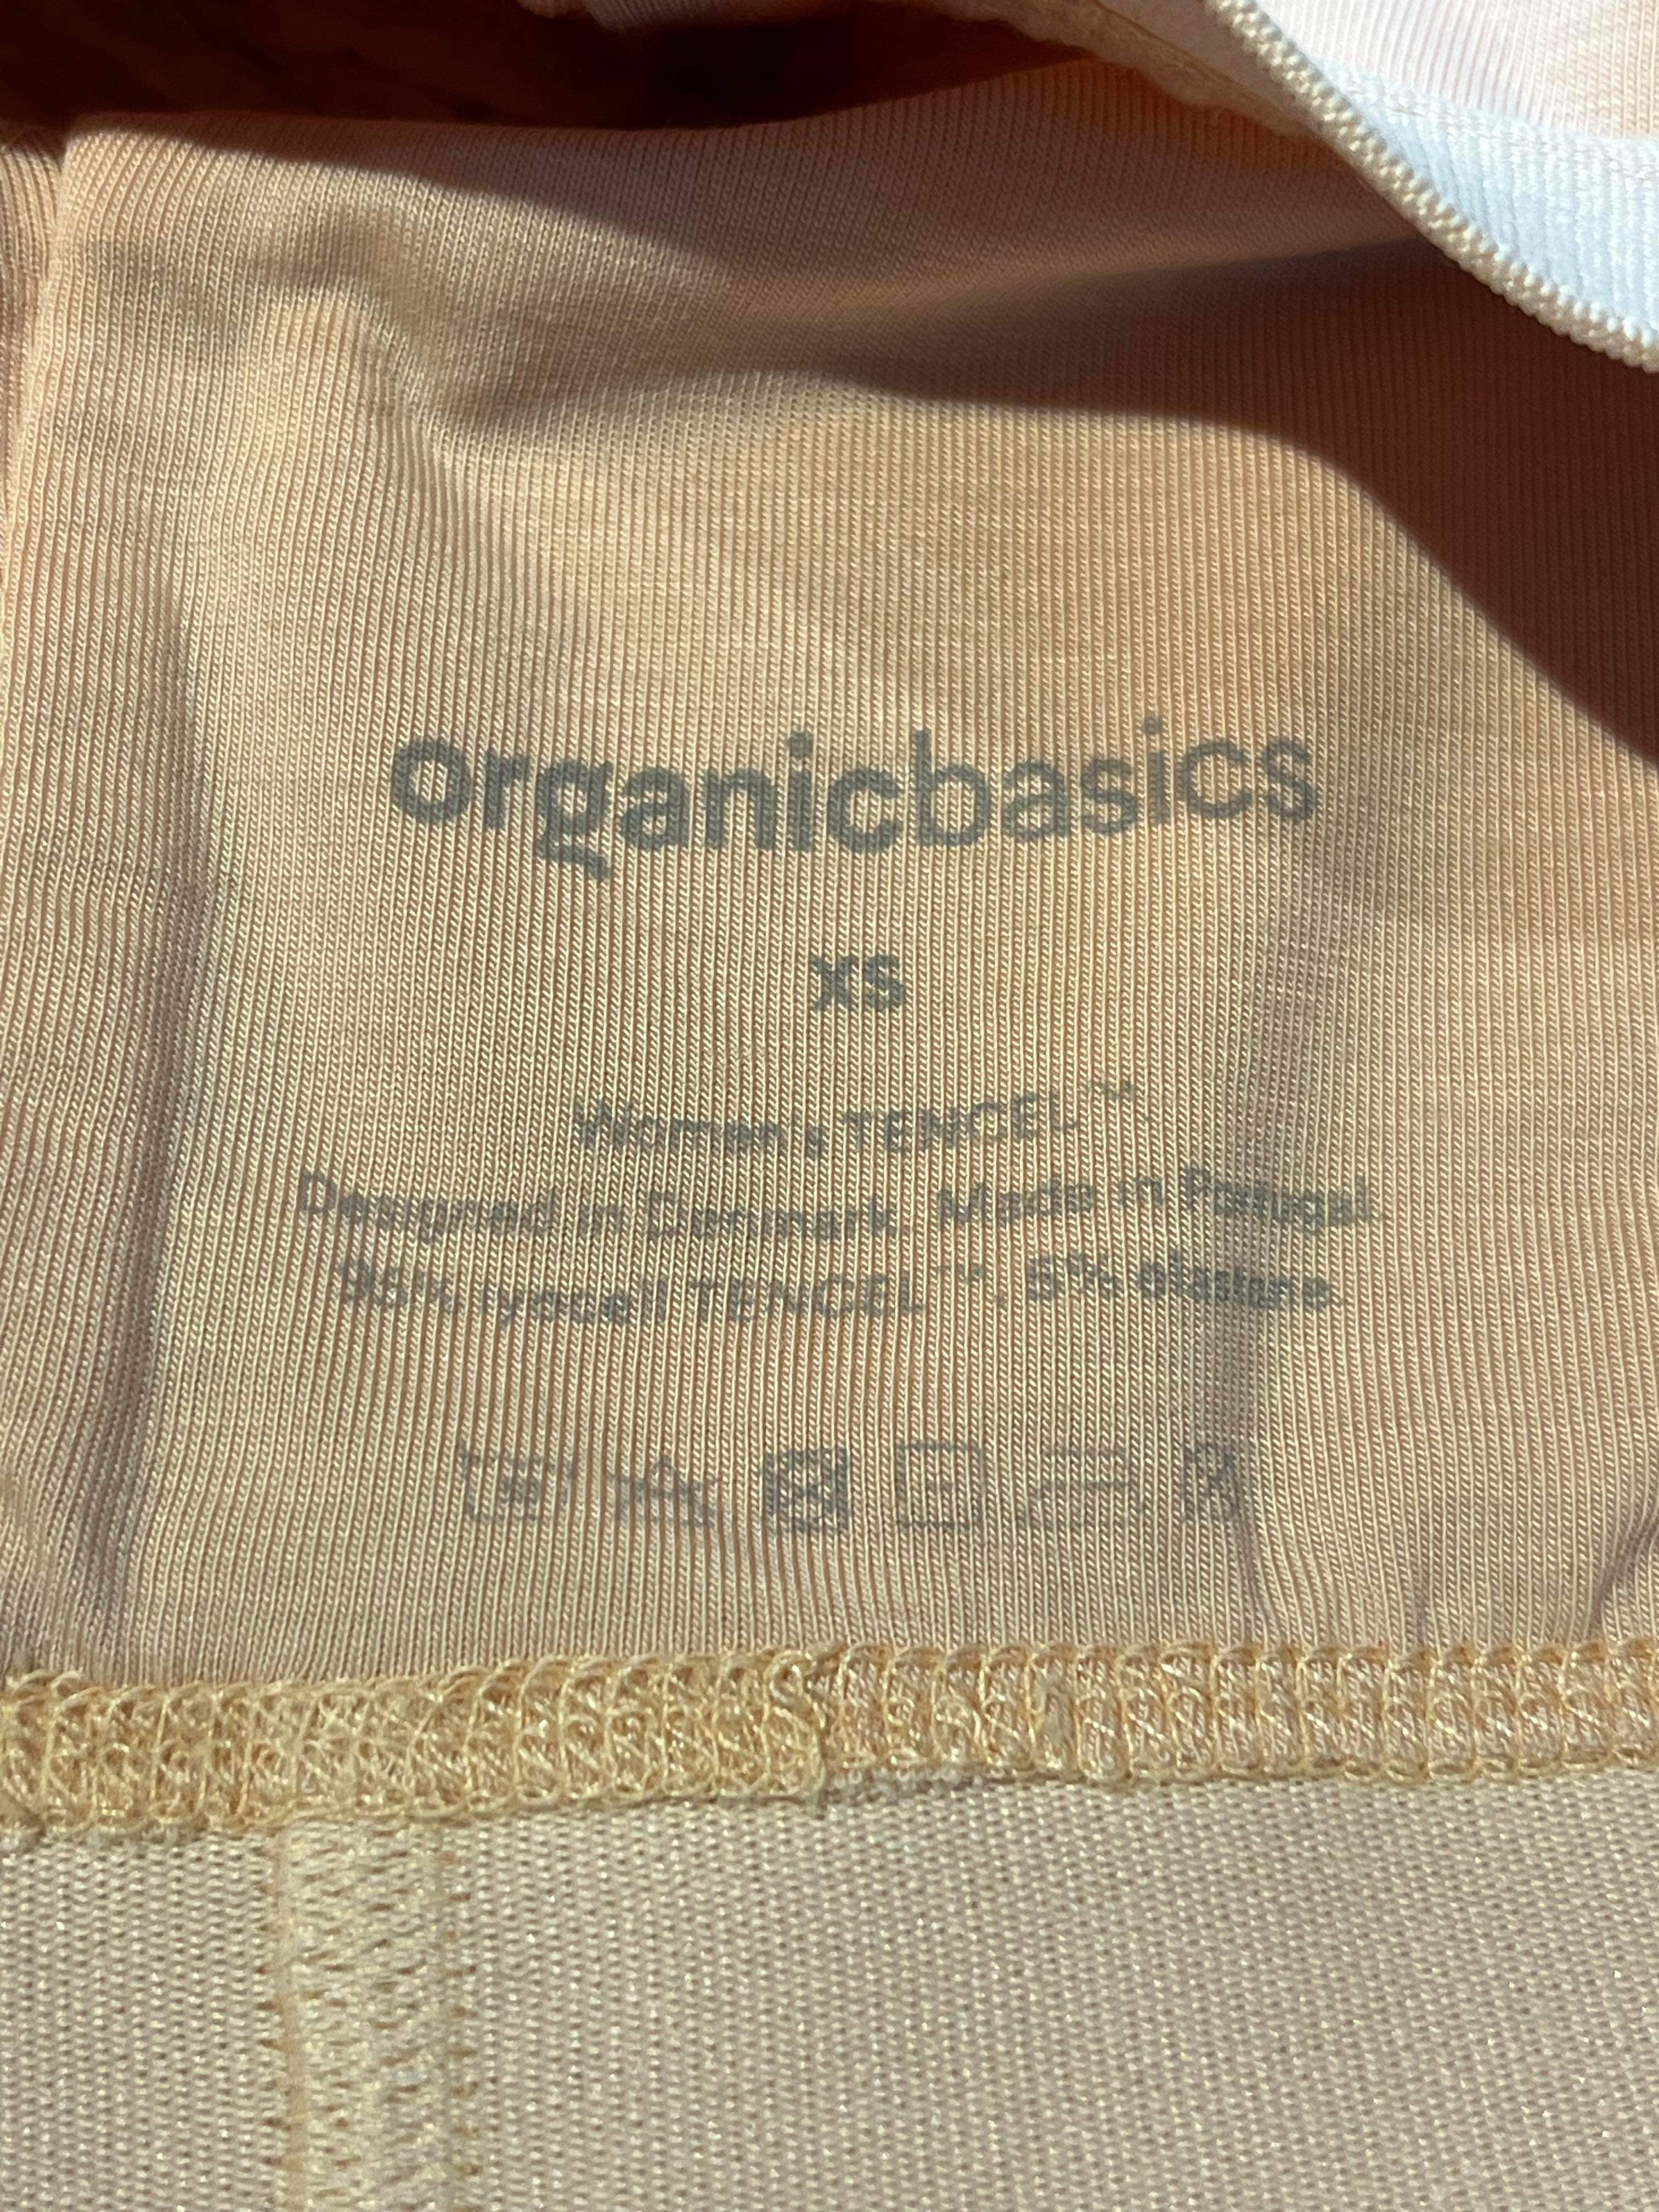 organicbasics
xs
Women's TENCEL™
Designed in Denmark. Made in Portugal.
95% lyocell TENCEL™. 5% elastane.